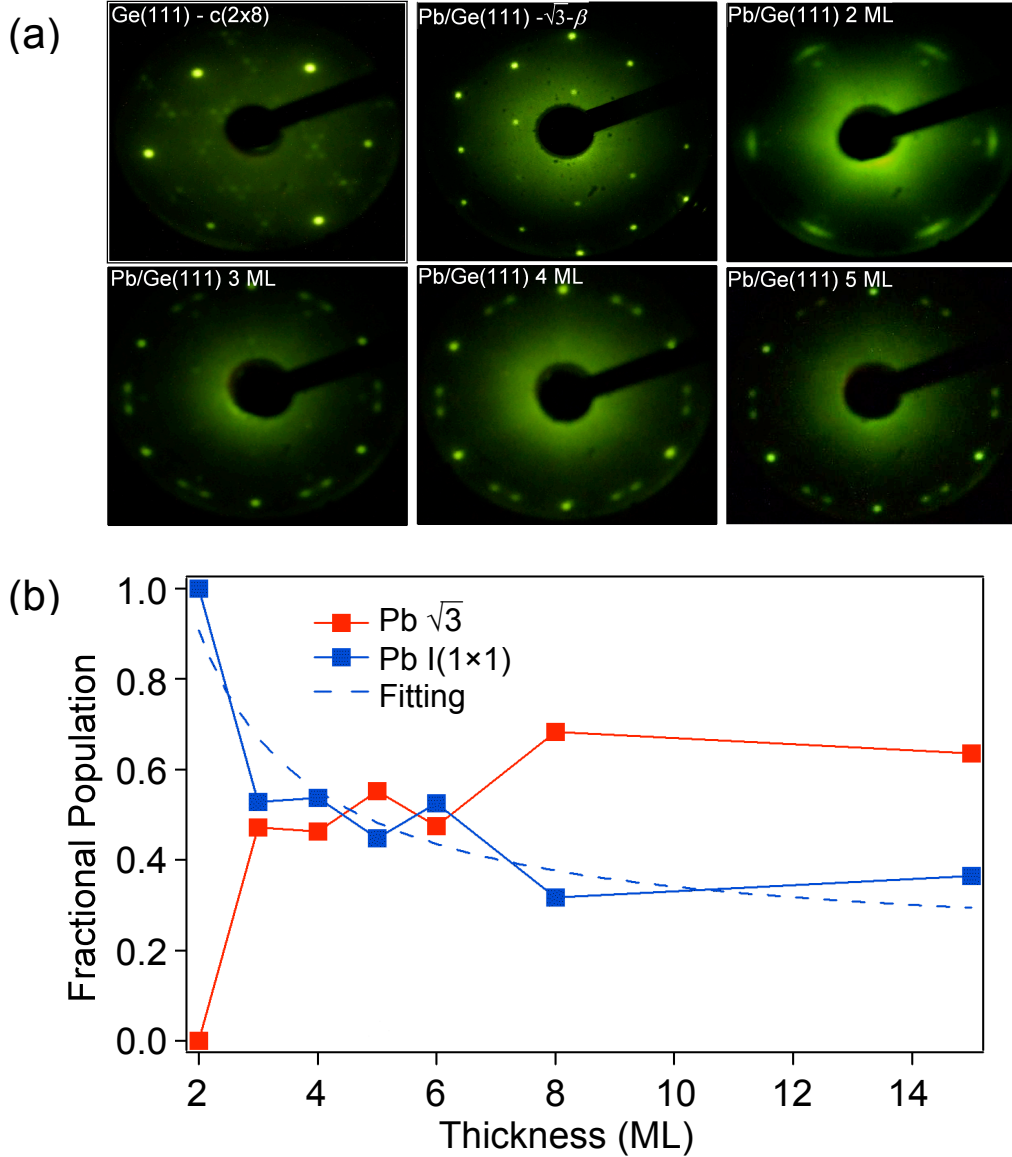 (a)
Ge(111) - c(2x8)
Pb/Ge(111) -√3-β
Pb/Ge(111) 2 ML
Pb/Ge(111) 3 ML
Pb/Ge(111) 4 ML
Pb/Ge(111) 5 ML
(b)
1.0
0.8
0.6
0.4
0.2
0.0
Fractional Population
Pb √3
Pb I(1×1)
Fitting
2
4
6
8
10
12
14
Thickness (ML)